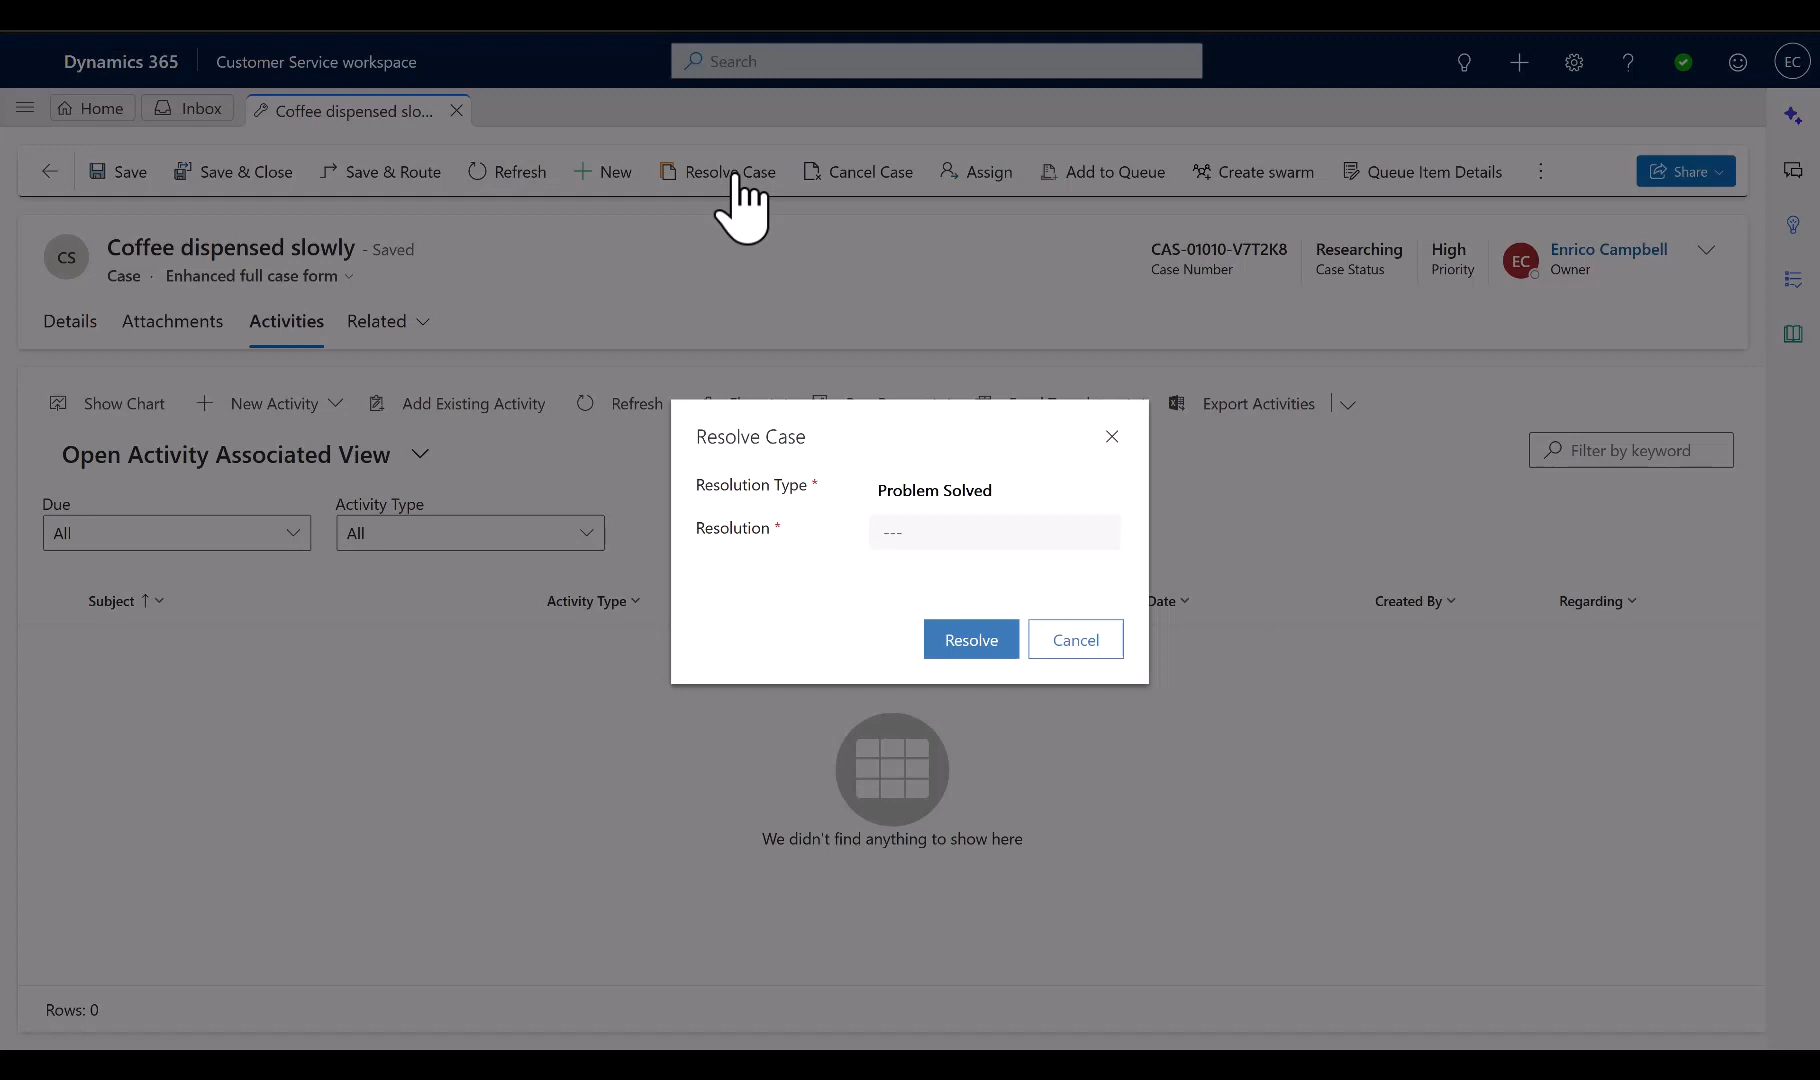 Dynamics 365 Customer Service workspace Search EC
Home Inbox Coffee dispensed slo...
Save Save & Close Save & Route Refresh New Resolve Case Cancel Case Assign Add to Queue Create swarm Queue Item Details Share
CS Coffee dispensed slowly - Saved
Case · Enhanced full case form
CAS-01010-V7T2K8 Researching High EC Enrico Campbell
Case Number Case Status Priority Owner
Details Attachments Activities Related
Show Chart New Activity Add Existing Activity Refresh Export Activities
Open Activity Associated View Filter by keyword
Due Activity Type
All All
Subject Activity Type Date Created By Regarding
Resolve Case
Resolution Type * Problem Solved
Resolution * ---
Resolve Cancel
We didn't find anything to show here
Rows: 0